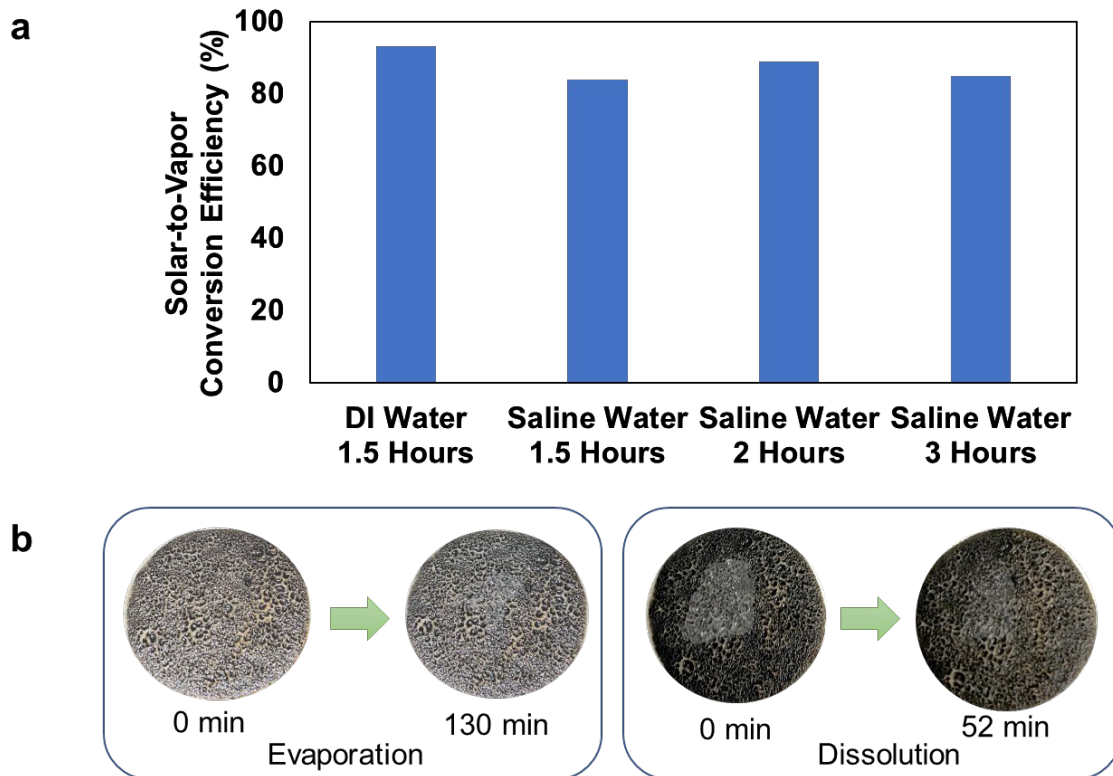 a
Solar-to-Vapor
Conversion Efficiency (%)
100
80
60
40
20
0
DI Water
1.5 Hours
Saline Water
1.5 Hours
Saline Water
2 Hours
Saline Water
3 Hours
b
0 min
130 min
Evaporation
0 min
52 min
Dissolution